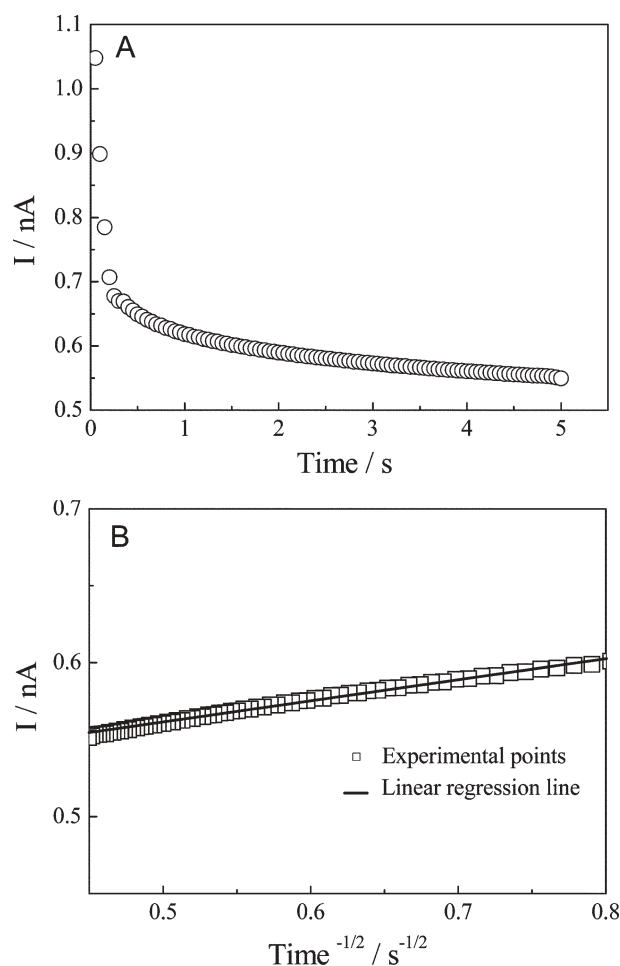 A
I / nA
1.1
1.0
0.9
0.8
0.7
0.6
0.5
0 1 2 3 4 5
Time / s
B
I / nA
0.7
0.6
0.5
Experimental points
Linear regression line
0.5 0.6 0.7 0.8
Time -1/2 / s-1/2